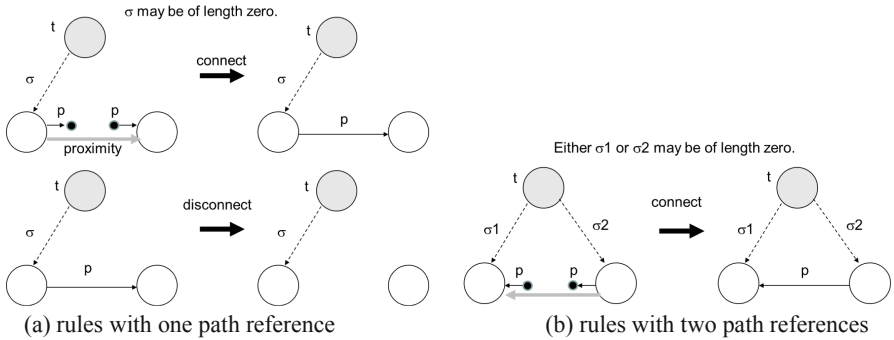 σ may be of length zero.
t
connect
t
σ
σ
p
p
p
proximity
t
disconnect
t
σ
σ
p
(a) rules with one path reference
Either σ1 or σ2 may be of length zero.
t
connect
t
σ1
σ2
σ1
σ2
p
p
p
(b) rules with two path references